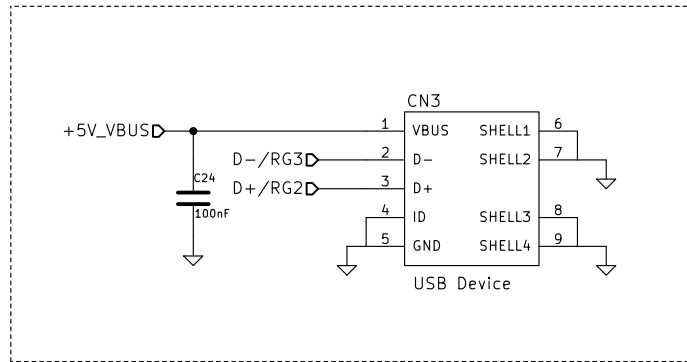 CN3
+5V_VBUS
1 VBUS SHELL1 6
D-/RG3 2 D- SHELL2 7
D+/RG2 3 D+
C24
100nF
4 ID SHELL3 8
5 GND SHELL4 9
USB Device